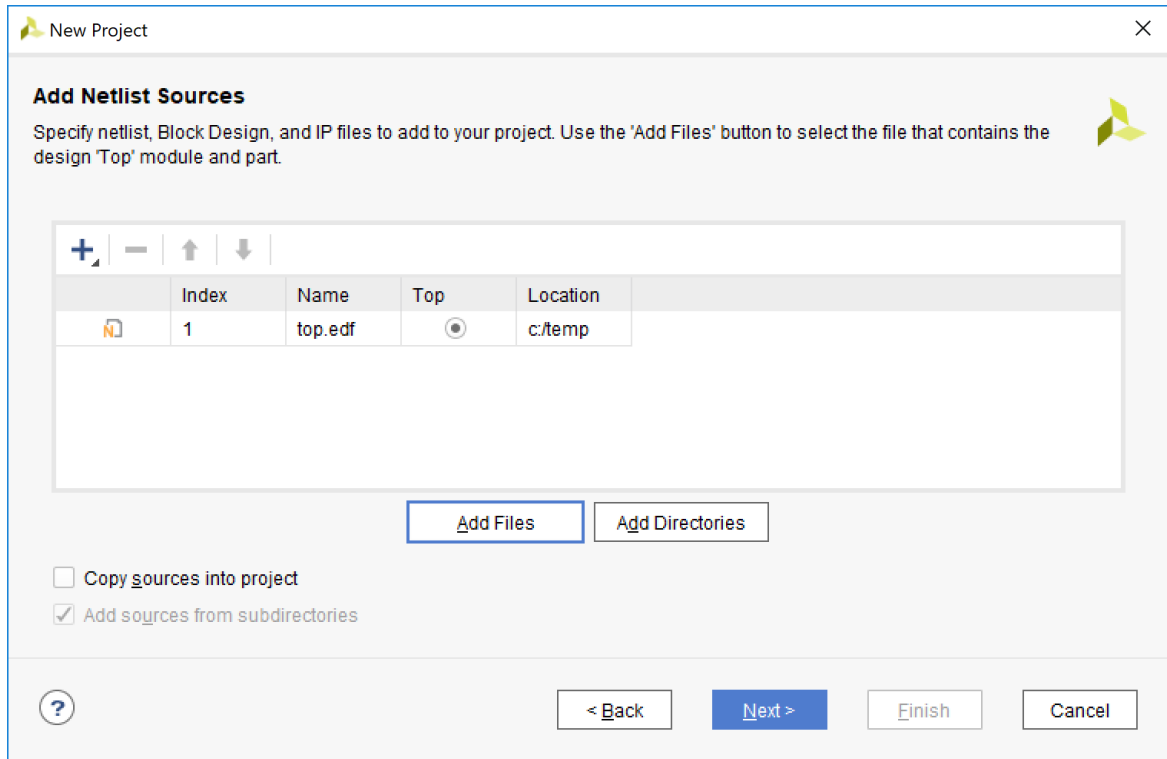 New Project
Add Netlist Sources
Specify netlist, Block Design, and IP files to add to your project. Use the 'Add Files' button to select the file that contains the
design 'Top' module and part.
Index Name Top Location
N 1 top.edf c:/temp
Add Files Add Directories
Copy sources into project
Add sources from subdirectories
? < Back Next > Finish Cancel